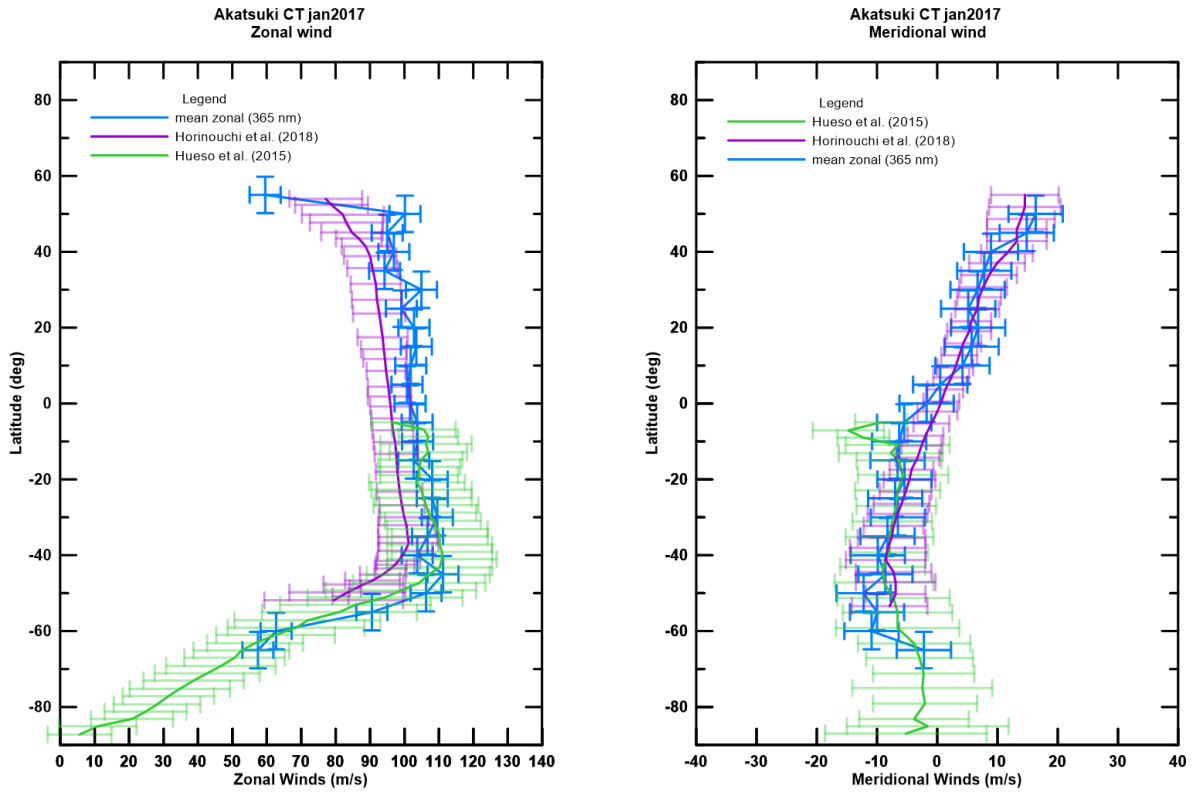 Akatsuki CT jan2017
Zonal wind
Legend
mean zonal (365 nm)
Horinouchi et al. (2018)
Hueso et al. (2015)
80
60
40
20
0
-20
-40
-60
-80
Latitude (deg)
0 10 20 30 40 50 60 70 80 90 100 110 120 130 140
Zonal Winds (m/s)
Akatsuki CT jan2017
Meridional wind
Legend
Hueso et al. (2015)
Horinouchi et al. (2018)
mean zonal (365 nm)
80
60
40
20
0
-20
-40
-60
-80
Latitude (deg)
-40 -30 -20 -10 0 10 20 30 40
Meridional Winds (m/s)